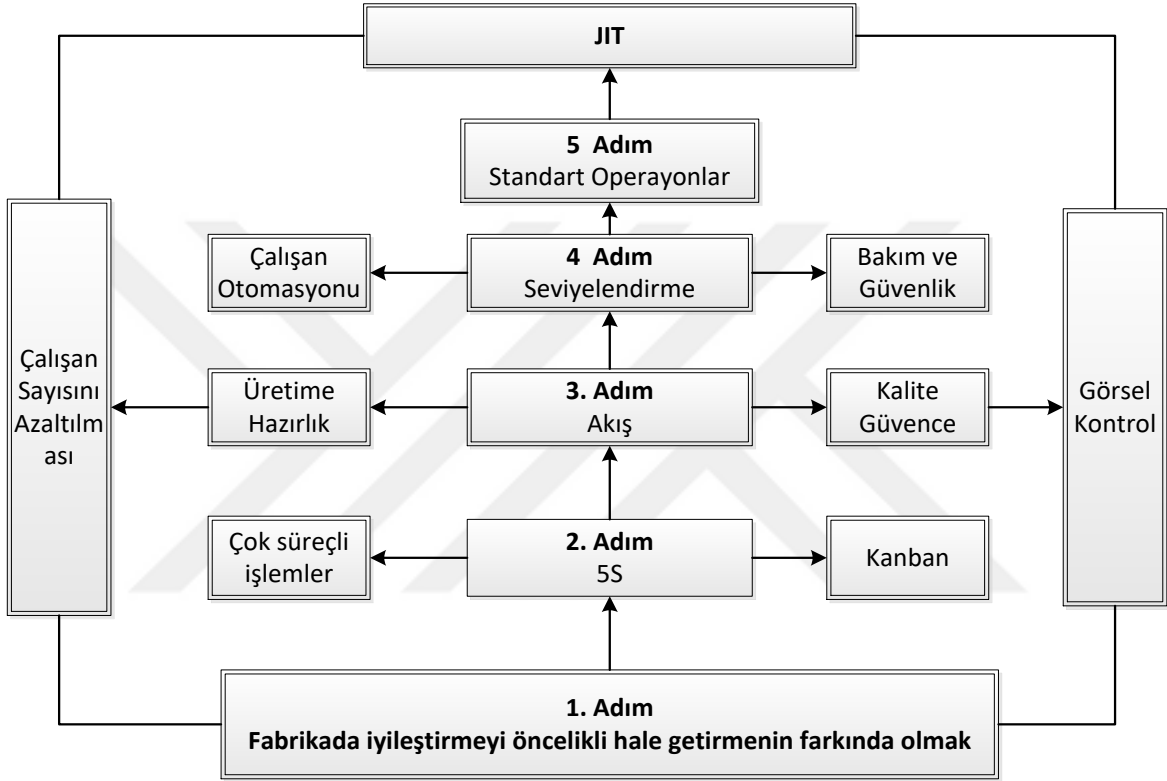 JIT
5 Adım
Standart Operayonlar
Çalışan
Otomasyonu
4 Adım
Seviyelendirme
Bakım ve
Güvenlik
Çalışan
Sayısını
Azaltılm
ası
Üretime
Hazırlık
3. Adım
Akış
Kalite
Güvence
Görsel
Kontrol
Çok süreçli
işlemler
2. Adım
5S
Kanban
1. Adım
Fabrikada iyileştirmeyi öncelikli hale getirmenin farkında olmak